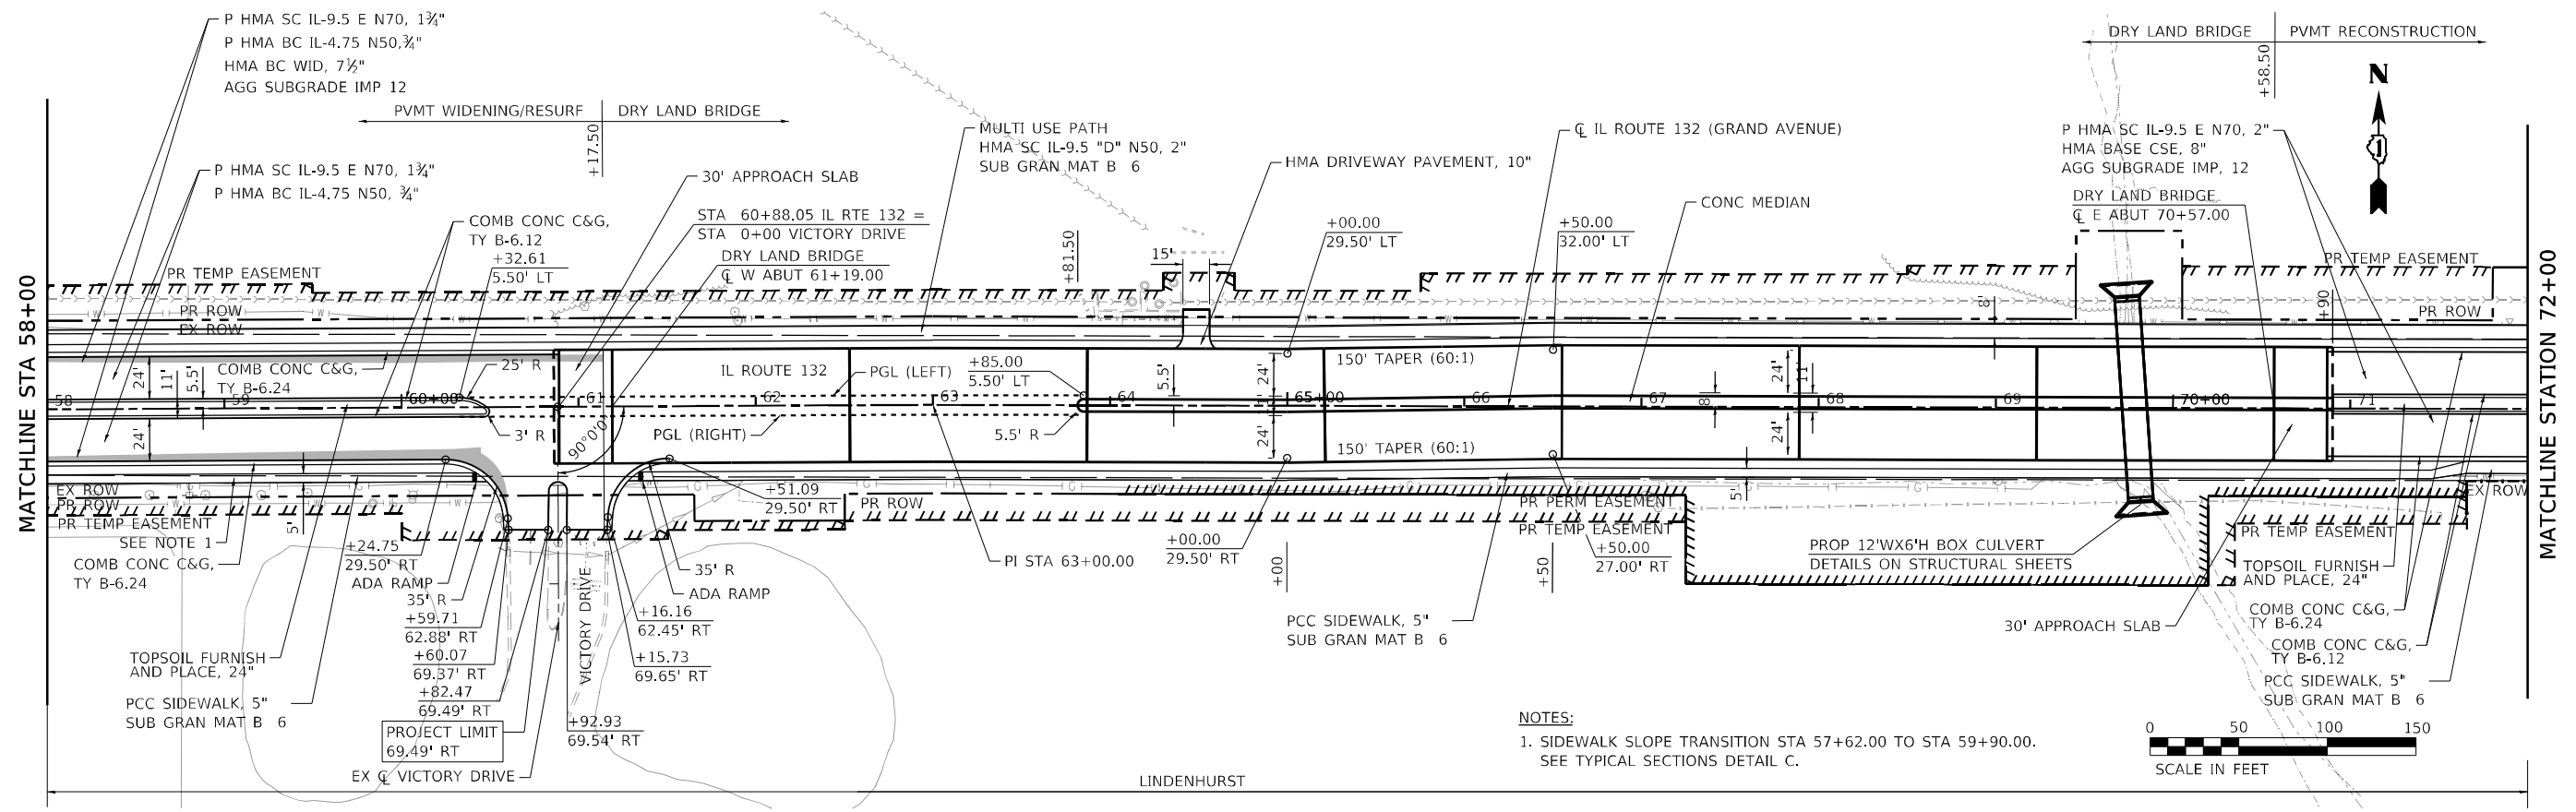 P HMA SC IL-9.5 E N70, 1¾"
P HMA BC IL-4.75 N50,¾"
HMA BC WID, 7½"
AGG SUBGRADE IMP 12
PVMT WIDENING/RESURF
DRY LAND BRIDGE
+17.50
P HMA SC IL-9.5 E N70, 1¾"
P HMA BC IL-4.75 N50, ¾"
COMB CONC C&G,
TY B-6.12
+32.61
5.50' LT
30' APPROACH SLAB
STA 60+88.05 IL RTE 132 =
STA 0+00 VICTORY DRIVE
DRY LAND BRIDGE
℄ W ABUT 61+19.00
MULTI USE PATH
HMA SC IL-9.5 "D" N50, 2"
SUB GRAN MAT B 6
+81.50
15'
HMA DRIVEWAY PAVEMENT, 10"
℄ IL ROUTE 132 (GRAND AVENUE)
+00.00
29.50' LT
+50.00
32.00' LT
CONC MEDIAN
DRY LAND BRIDGE
PVMT RECONSTRUCTION
+58.50
N
1
P HMA SC IL-9.5 E N70, 2"
HMA BASE CSE, 8"
AGG SUBGRADE IMP, 12
DRY LAND BRIDGE
℄ E ABUT 70+57.00
PR TEMP EASEMENT
PR TEMP EASEMENT
MATCHLINE STA 58+00
MATCHLINE STATION 72+00
PR ROW
EX ROW
PR ROW
8'
+90
COMB CONC C&G,
TY B-6.24
25' R
IL ROUTE 132
PGL (LEFT)
+85.00
5.50' LT
5.5'
24'
150' TAPER (60:1)
24'
11'
24'
11'
5.5'
58
59
60+00
61
62
63
64
65+00
66
67
68
69
70+00
71
8'
24'
3' R
90°0'0"
PGL (RIGHT)
5.5' R
24'
150' TAPER (60:1)
24'
EX ROW
PR ROW
PR TEMP EASEMENT
SEE NOTE 1
5'
COMB CONC C&G,
TY B-6.24
+24.75
29.50' RT
ADA RAMP
35' R
+59.71
62.88' RT
+60.07
69.37' RT
+82.47
69.49' RT
PROJECT LIMIT
69.49' RT
EX ℄ VICTORY DRIVE
TOPSOIL FURNISH
AND PLACE, 24"
PCC SIDEWALK, 5"
SUB GRAN MAT B 6
VICTORY DRIVE
+92.93
69.54' RT
+15.73
69.65' RT
+16.16
62.45' RT
ADA RAMP
35' R
+51.09
29.50' RT
PR ROW
PI STA 63+00.00
+00.00
29.50' RT
+00
+50
PR PERM EASEMENT
PR TEMP EASEMENT
+50.00
27.00' RT
5'
PCC SIDEWALK, 5"
SUB GRAN MAT B 6
PROP 12'WX6'H BOX CULVERT
DETAILS ON STRUCTURAL SHEETS
30' APPROACH SLAB
EX ROW
PR TEMP EASEMENT
TOPSOIL FURNISH
AND PLACE, 24"
COMB CONC C&G,
TY B-6.24
COMB CONC C&G,
TY B-6.12
PCC SIDEWALK, 5"
SUB GRAN MAT B 6
NOTES:
1. SIDEWALK SLOPE TRANSITION STA 57+62.00 TO STA 59+90.00.
SEE TYPICAL SECTIONS DETAIL C.
0 50 100 150
SCALE IN FEET
LINDENHURST